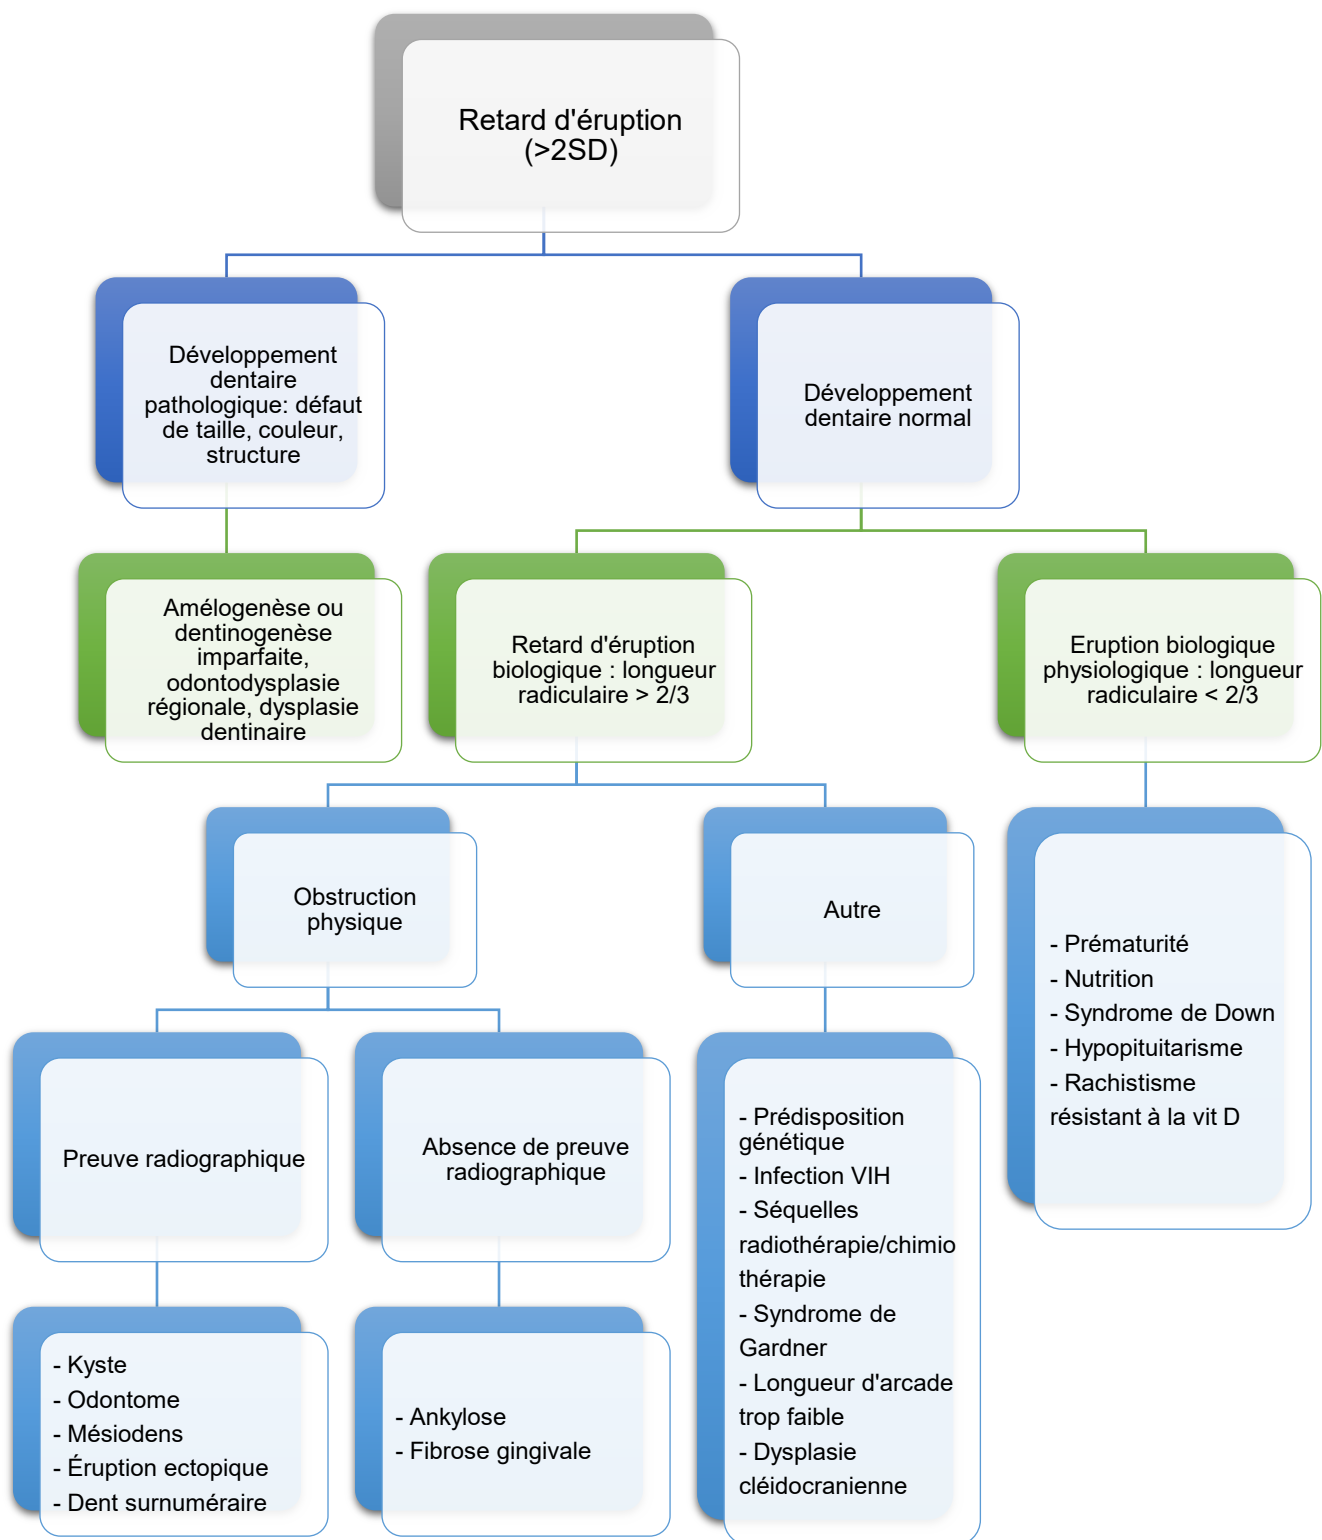 Retard d'éruption
(>2SD)
Développement
dentaire
pathologique: défaut
de taille, couleur,
structure
Développement
dentaire normal
Amélogenèse ou
dentinogenèse
imparfaite,
odontodysplasie
régionale, dysplasie
dentinaire
Retard d'éruption
biologique : longueur
radiculaire > 2/3
Eruption biologique
physiologique : longueur
radiculaire < 2/3
Obstruction
physique
Autre
- Prématurité
- Nutrition
- Syndrome de Down
- Hypopituitarisme
- Rachistisme
résistant à la vit D
Preuve radiographique
Absence de preuve
radiographique
- Prédisposition
génétique
- Infection VIH
- Séquelles
radiothérapie/chimio
thérapie
- Syndrome de
Gardner
- Longueur d'arcade
trop faible
- Dysplasie
cléidocranienne
- Kyste
- Odontome
- Mésiodens
- Éruption ectopique
- Dent surnuméraire
- Ankylose
- Fibrose gingivale